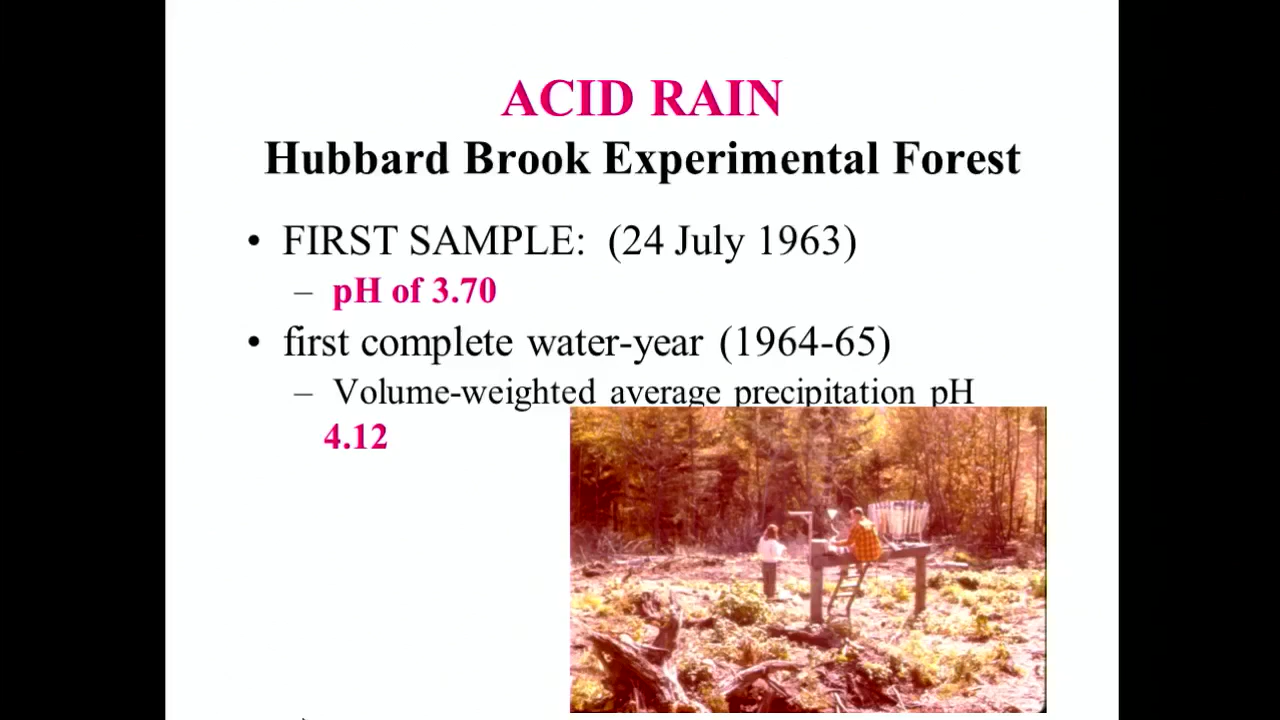 ACID RAIN
Hubbard Brook Experimental Forest
• FIRST SAMPLE: (24 July 1963)
– pH of 3.70
• first complete water-year (1964-65)
– Volume-weighted average precipitation pH
4.12